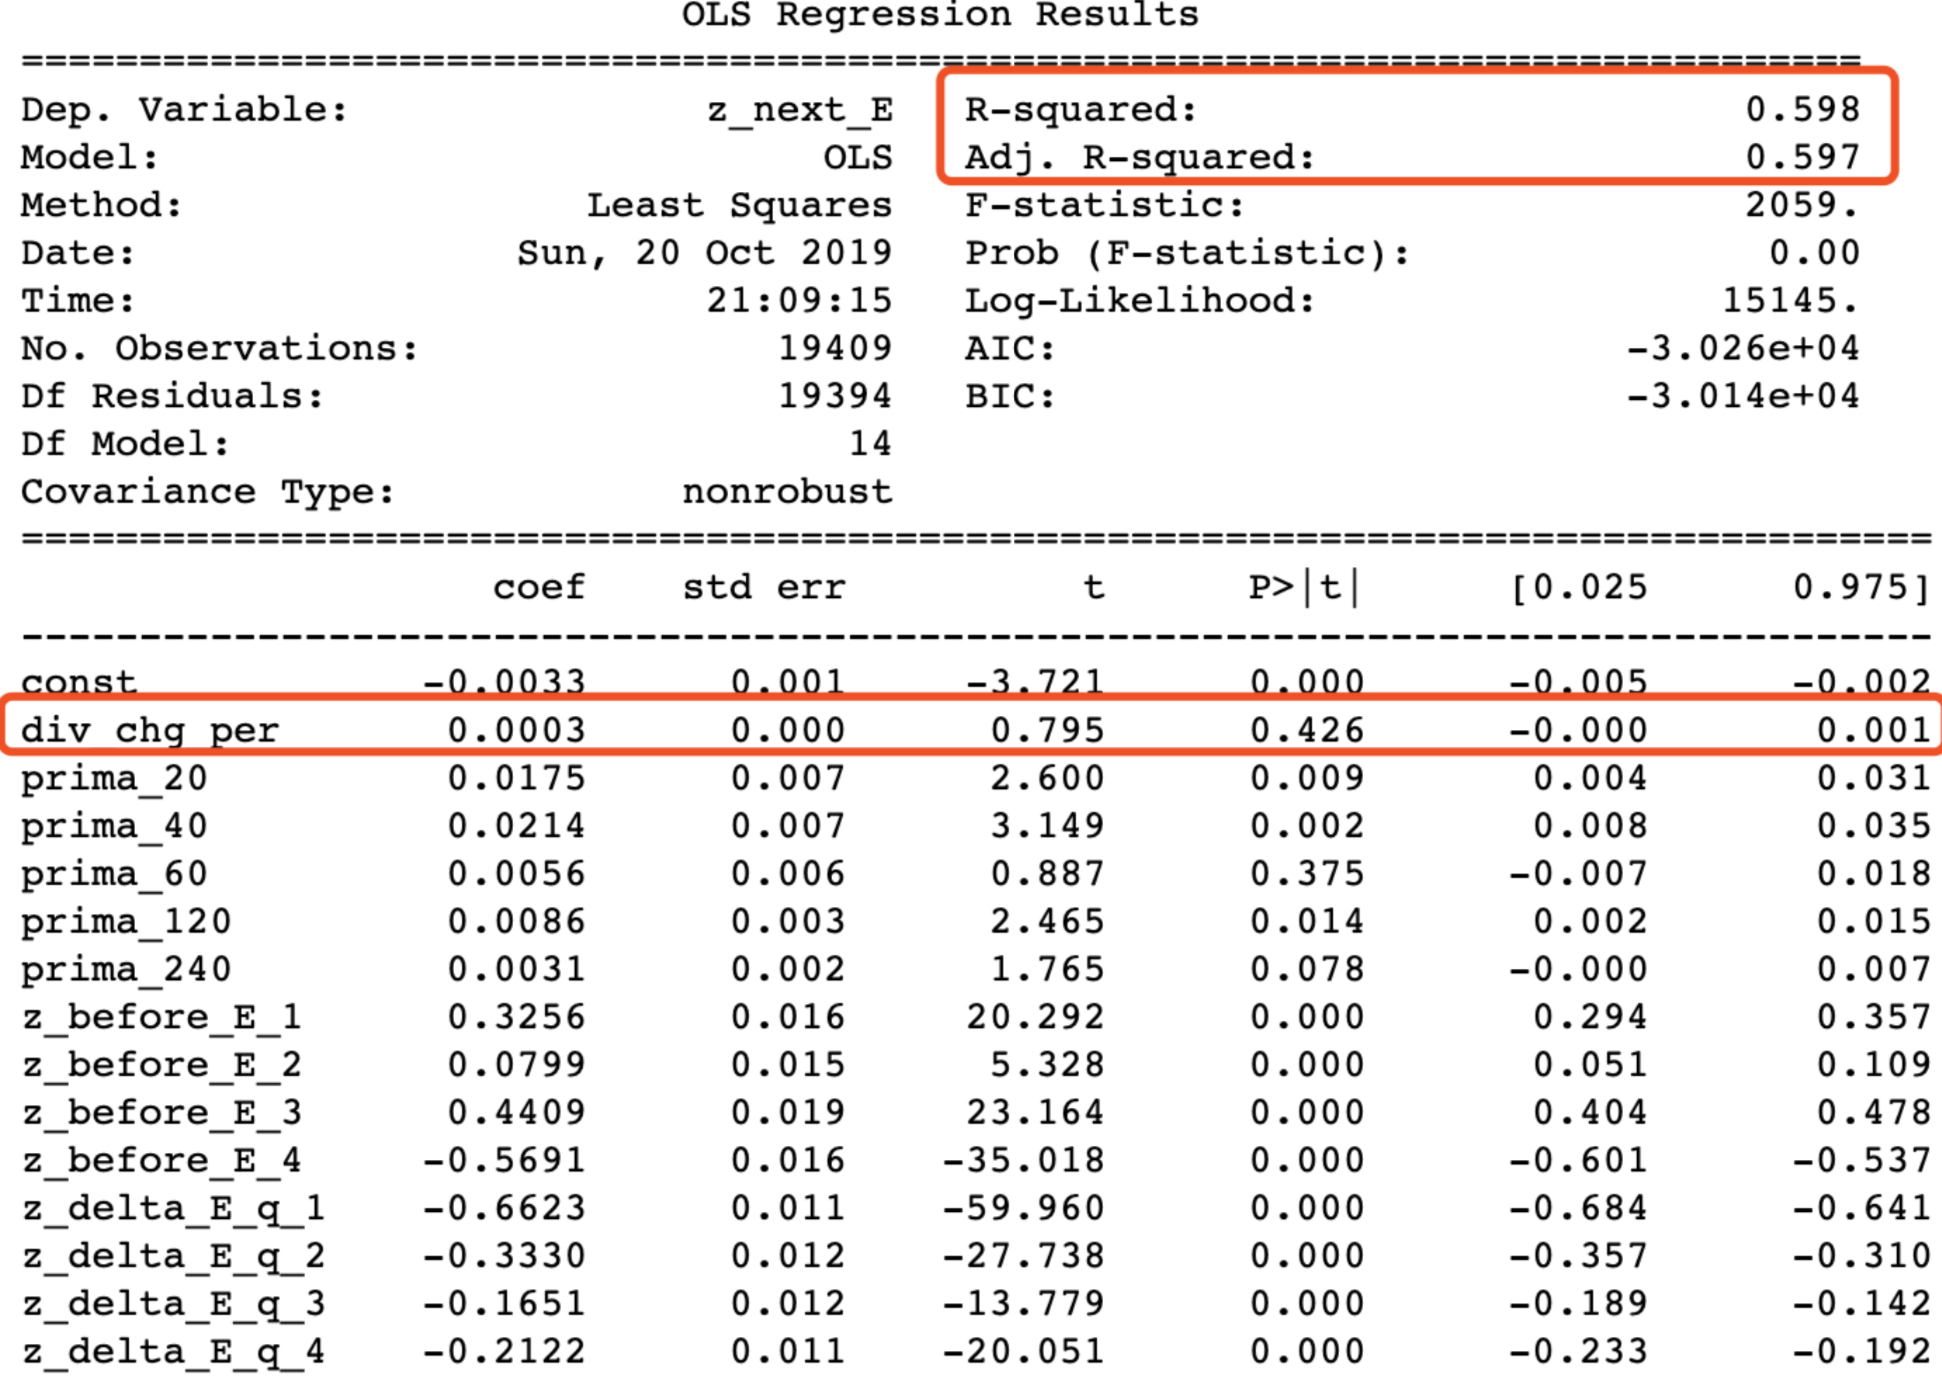 OLS Regression Results
==============================================================================
Dep. Variable: z_next_E R-squared: 0.598
Model: OLS Adj. R-squared: 0.597
Method: Least Squares F-statistic: 2059.
Date: Sun, 20 Oct 2019 Prob (F-statistic): 0.00
Time: 21:09:15 Log-Likelihood: 15145.
No. Observations: 19409 AIC: -3.026e+04
Df Residuals: 19394 BIC: -3.014e+04
Df Model: 14
Covariance Type: nonrobust
=================================================================================
coef std err t P>|t| [0.025 0.975]
---------------------------------------------------------------------------------
const -0.0033 0.001 -3.721 0.000 -0.005 -0.002
div_chg_per 0.0003 0.000 0.795 0.426 -0.000 0.001
prima_20 0.0175 0.007 2.600 0.009 0.004 0.031
prima_40 0.0214 0.007 3.149 0.002 0.008 0.035
prima_60 0.0056 0.006 0.887 0.375 -0.007 0.018
prima_120 0.0086 0.003 2.465 0.014 0.002 0.015
prima_240 0.0031 0.002 1.765 0.078 -0.000 0.007
z_before_E_1 0.3256 0.016 20.292 0.000 0.294 0.357
z_before_E_2 0.0799 0.015 5.328 0.000 0.051 0.109
z_before_E_3 0.4409 0.019 23.164 0.000 0.404 0.478
z_before_E_4 -0.5691 0.016 -35.018 0.000 -0.601 -0.537
z_delta_E_q_1 -0.6623 0.011 -59.960 0.000 -0.684 -0.641
z_delta_E_q_2 -0.3330 0.012 -27.738 0.000 -0.357 -0.310
z_delta_E_q_3 -0.1651 0.012 -13.779 0.000 -0.189 -0.142
z_delta_E_q_4 -0.2122 0.011 -20.051 0.000 -0.233 -0.192